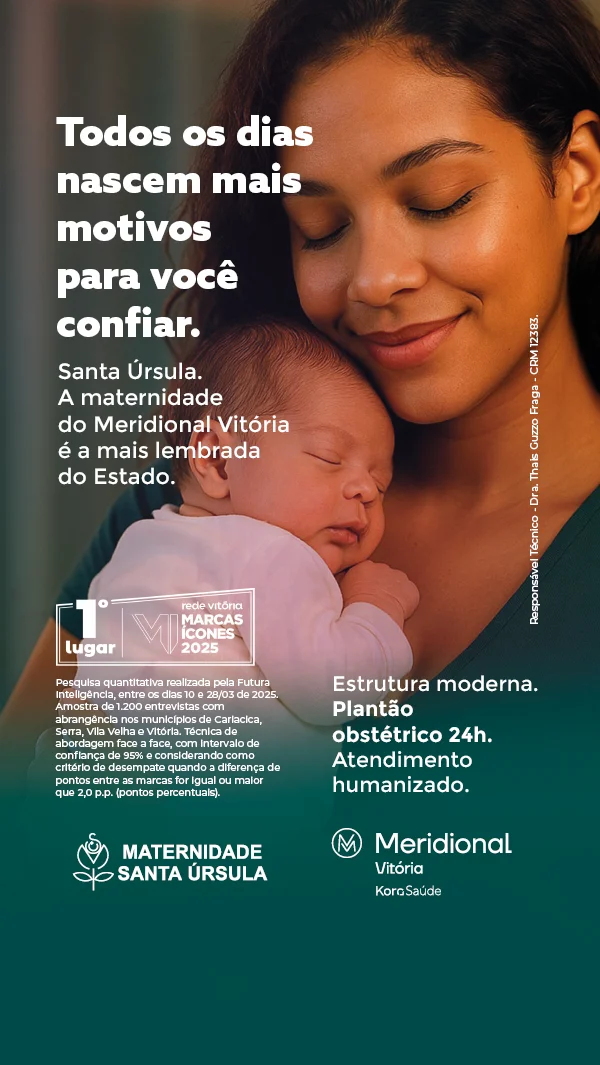 Todos os dias
nascem mais
motivos
para você
confiar.
Santa Úrsula.
A maternidade
do Meridional Vitória
é a mais lembrada
do Estado.
Responsável Técnico - Dra. Thais Guzzo Fraga - CRM 12383.
1º
lugar
rede vitória
MARCAS
ÍCONES
2025
Pesquisa quantitativa realizada pela Futura
Inteligência, entre os dias 10 e 28/03 de 2025.
Amostra de 1.200 entrevistas com
abrangência nos municípios de Cariacica,
Serra, Vila Velha e Vitória. Técnica de
abordagem face a face, com intervalo de
confiança de 95% e considerando como
critério de desempate quando a diferença de
pontos entre as marcas for igual ou maior
que 2,0 p.p. (pontos percentuais).
Estrutura moderna.
Plantão
obstétrico 24h.
Atendimento
humanizado.
MATERNIDADE
SANTA ÚRSULA
Meridional
Vitória
Kora Saúde